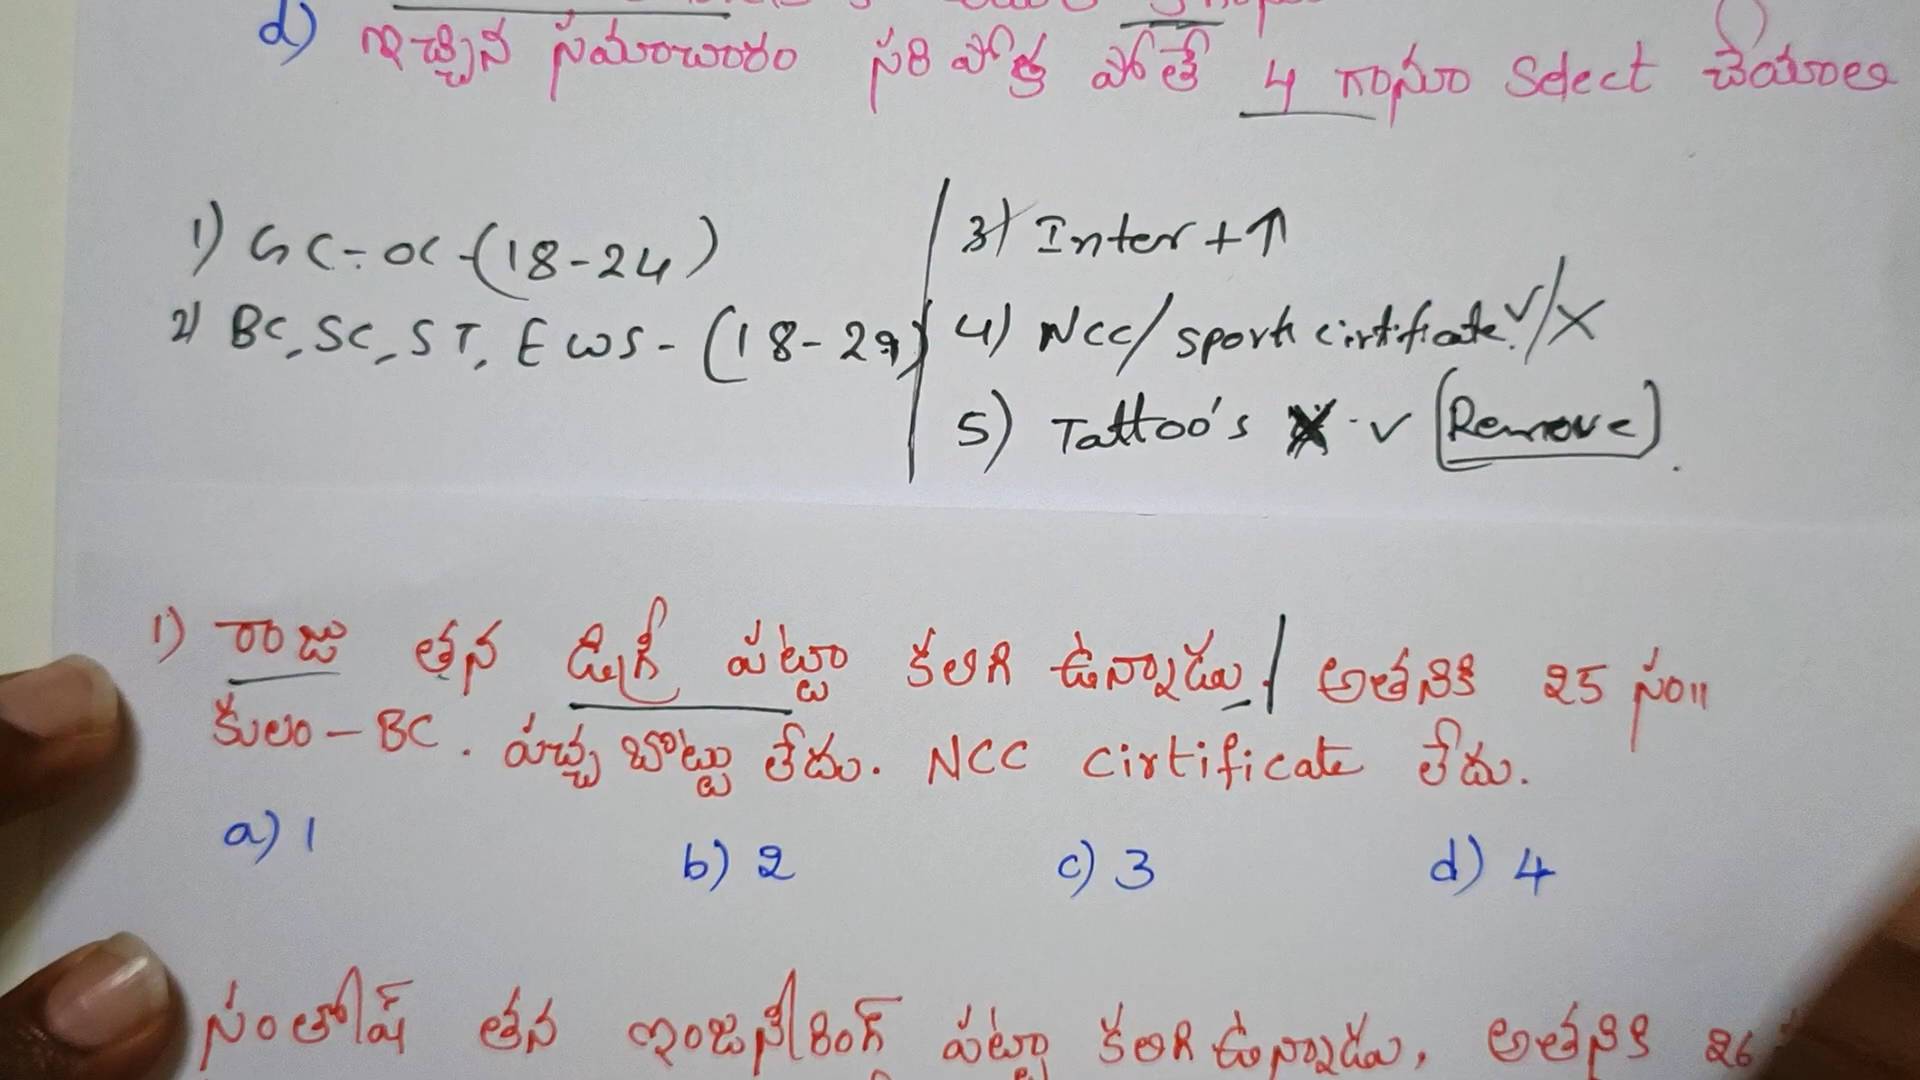 d) ఇచ్చిన సమాచారం సరిపోక పోతే 4 గాను Select చేయాలి
1) GC-OC-(18-24)
2) BC, SC, ST, EWS-(18-29)
3) Inter+↑
4) NCC/sports cirtificate ✓/X
5) Tattoo's X.✓ (Remove).
1) రాజు తన డిగ్రీ పట్టా కలిగి ఉన్నాడు. / అతనికి 25 సం॥
కులం-BC. పచ్చ బొట్టు లేదు. NCC Cirtificate లేదు.
a) 1 b) 2 c) 3 d) 4
సంతోష్ తన ఇంజనీరింగ్ పట్టా కలిగి ఉన్నాడు, అతనికి 26